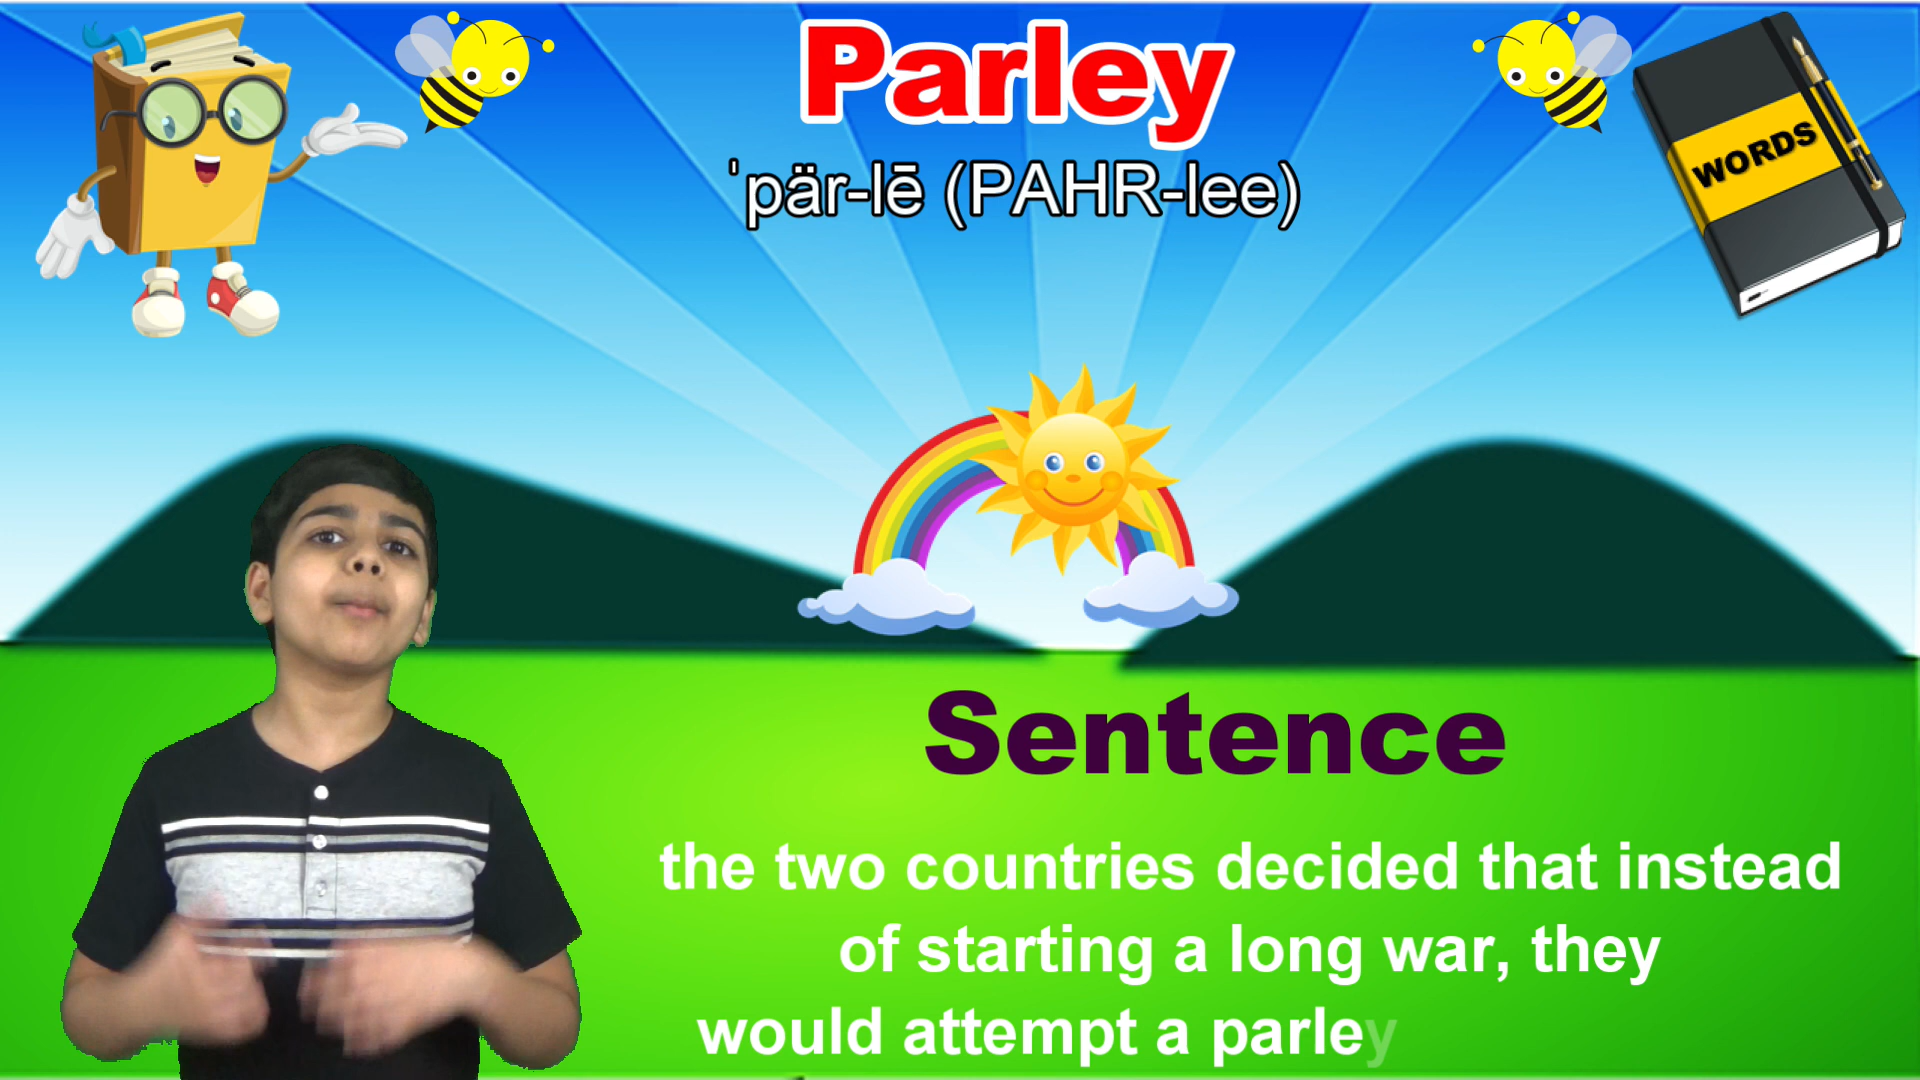 Parley
ˈpär-lē (PAHR-lee)
WORDS
Sentence
the two countries decided that instead
of starting a long war, they
would attempt a parley